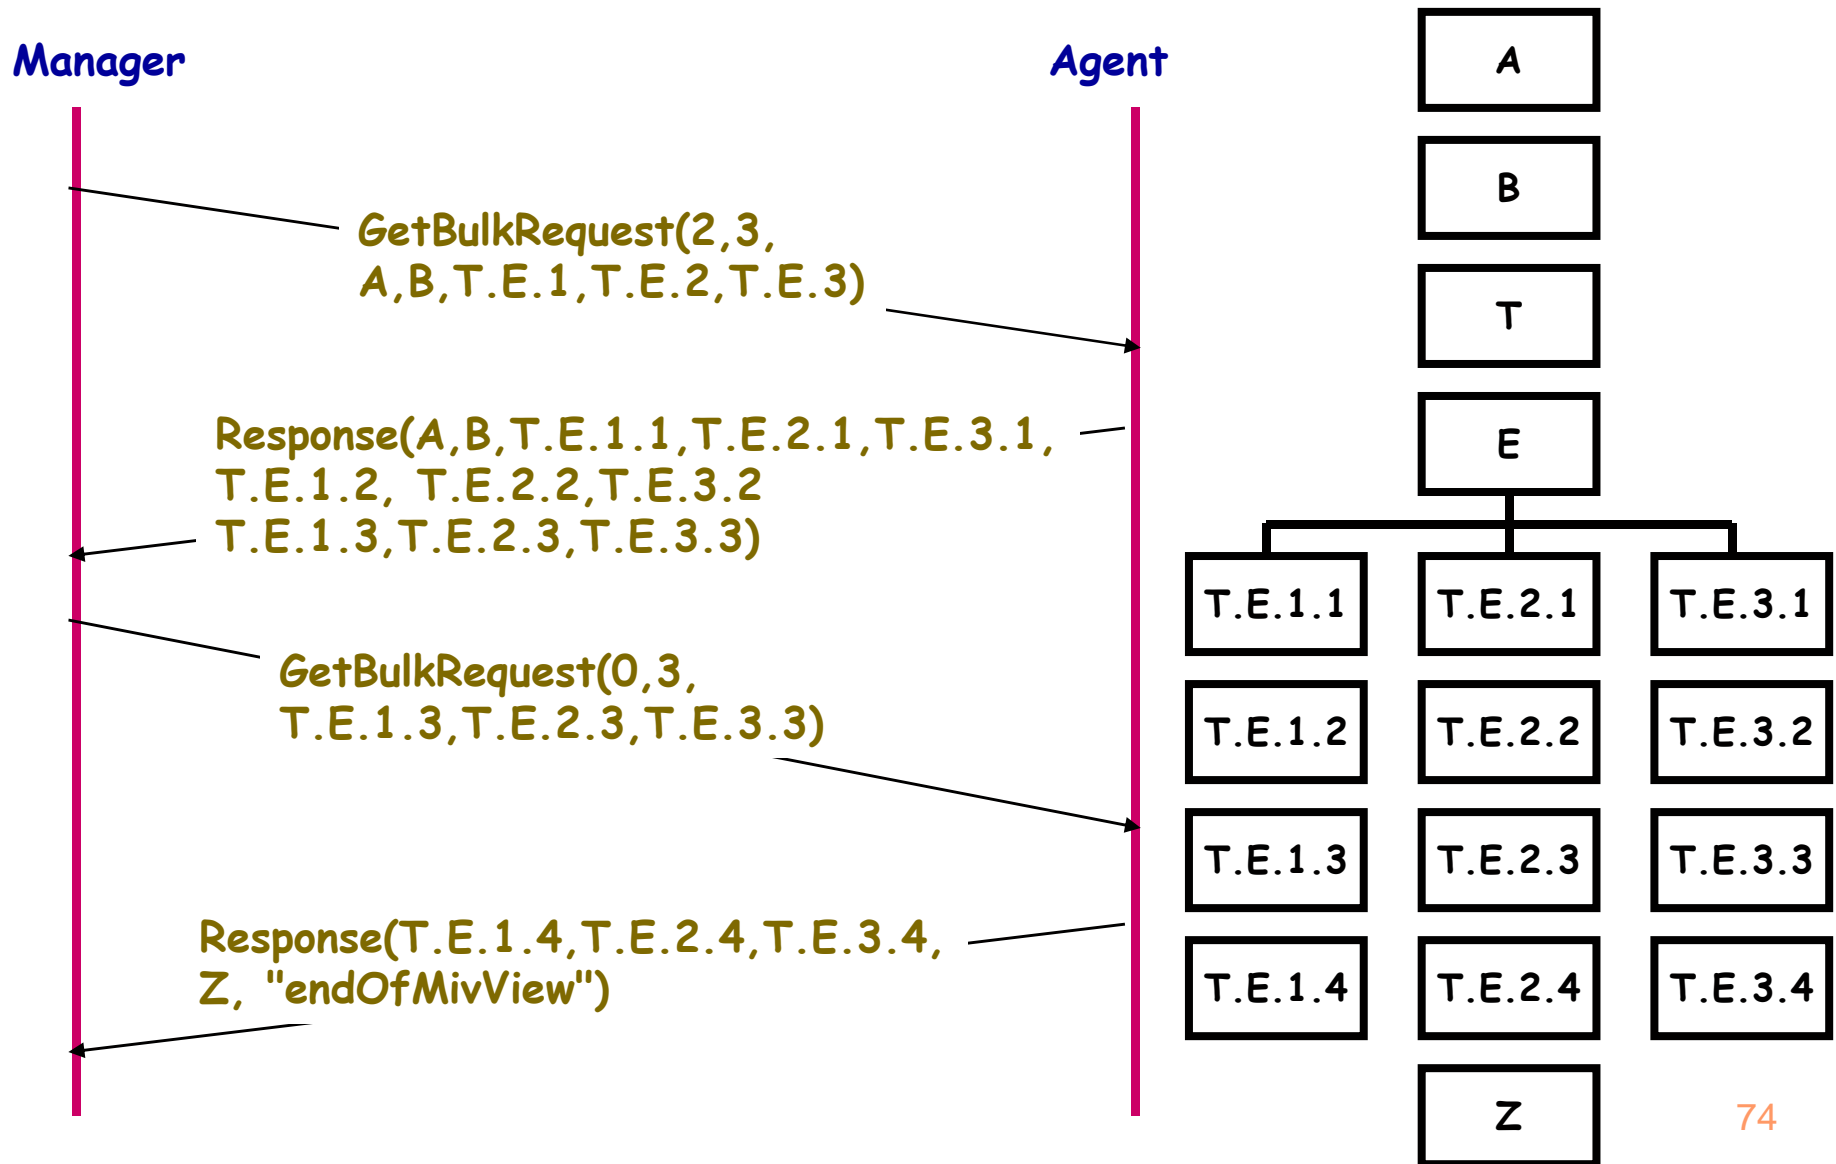 Manager
Agent
GetBulkRequest(2,3,
A,B,T.E.1,T.E.2,T.E.3)
Response(A,B,T.E.1.1,T.E.2.1,T.E.3.1,
T.E.1.2, T.E.2.2,T.E.3.2
T.E.1.3,T.E.2.3,T.E.3.3)
GetBulkRequest(0,3,
T.E.1.3,T.E.2.3,T.E.3.3)
Response(T.E.1.4,T.E.2.4,T.E.3.4,
Z, "endOfMivView")
A
B
T
E
T.E.1.1 T.E.2.1 T.E.3.1
T.E.1.2 T.E.2.2 T.E.3.2
T.E.1.3 T.E.2.3 T.E.3.3
T.E.1.4 T.E.2.4 T.E.3.4
Z
74